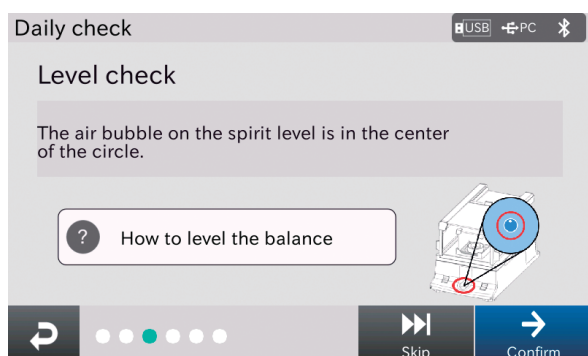 Daily check
USB PC
Level check
The air bubble on the spirit level is in the center
of the circle.
? How to level the balance
Skip
Confirm